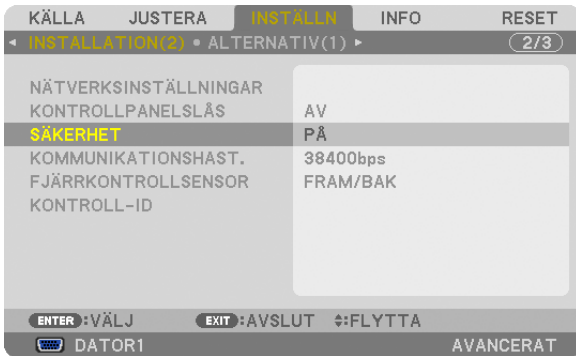 KÄLLA JUSTERA INSTÄLLN INFO RESET
◂ INSTALLATION(2) • ALTERNATIV(1) ▸ 2/3
NÄTVERKSINSTÄLLNINGAR
KONTROLLPANELSLÅS AV
SÄKERHET PÅ
KOMMUNIKATIONSHAST. 38400bps
FJÄRRKONTROLLSENSOR FRAM/BAK
KONTROLL-ID
ENTER :VÄLJ EXIT :AVSLUT ♦:FLYTTA
DATOR1 AVANCERAT